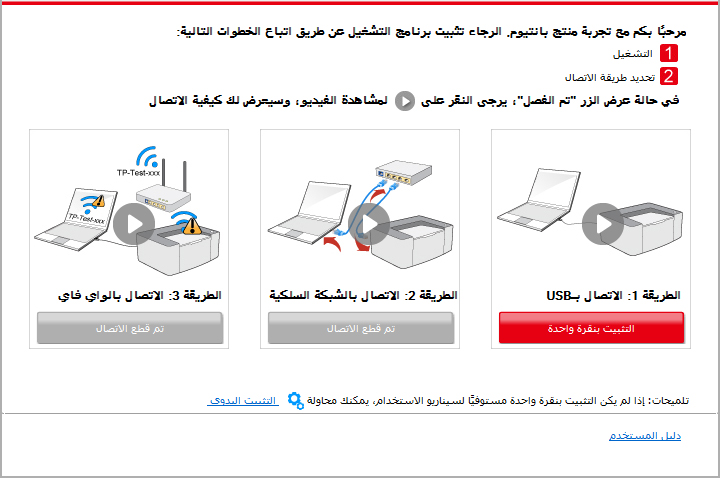 مرحبًا بكم مع تجربة منتج بانتيوم. الرجاء تثبيت برنامج التشغيل عن طريق اتباع الخطوات التالية:
1 التشغيل
2 تحديد طريقة الاتصال
في حالة عرض الزر "تم الفصل"، يرجى النقر على لمشاهدة الفيديو، وسيعرض لك كيفية الاتصال
TP-Test-xxx
TP-Test-xxx
الطريقة 1: الاتصال بـUSB
الطريقة 2: الاتصال بالشبكة السلكية
الطريقة 3: الاتصال بالواي فاي
التثبيت بنقرة واحدة
تم قطع الاتصال
تم قطع الاتصال
تلميحات: إذا لم يكن التثبيت بنقرة واحدة مستوفيًا لسيناريو الاستخدام، يمكنك محاولة التثبيت اليدوي
دليل المستخدم